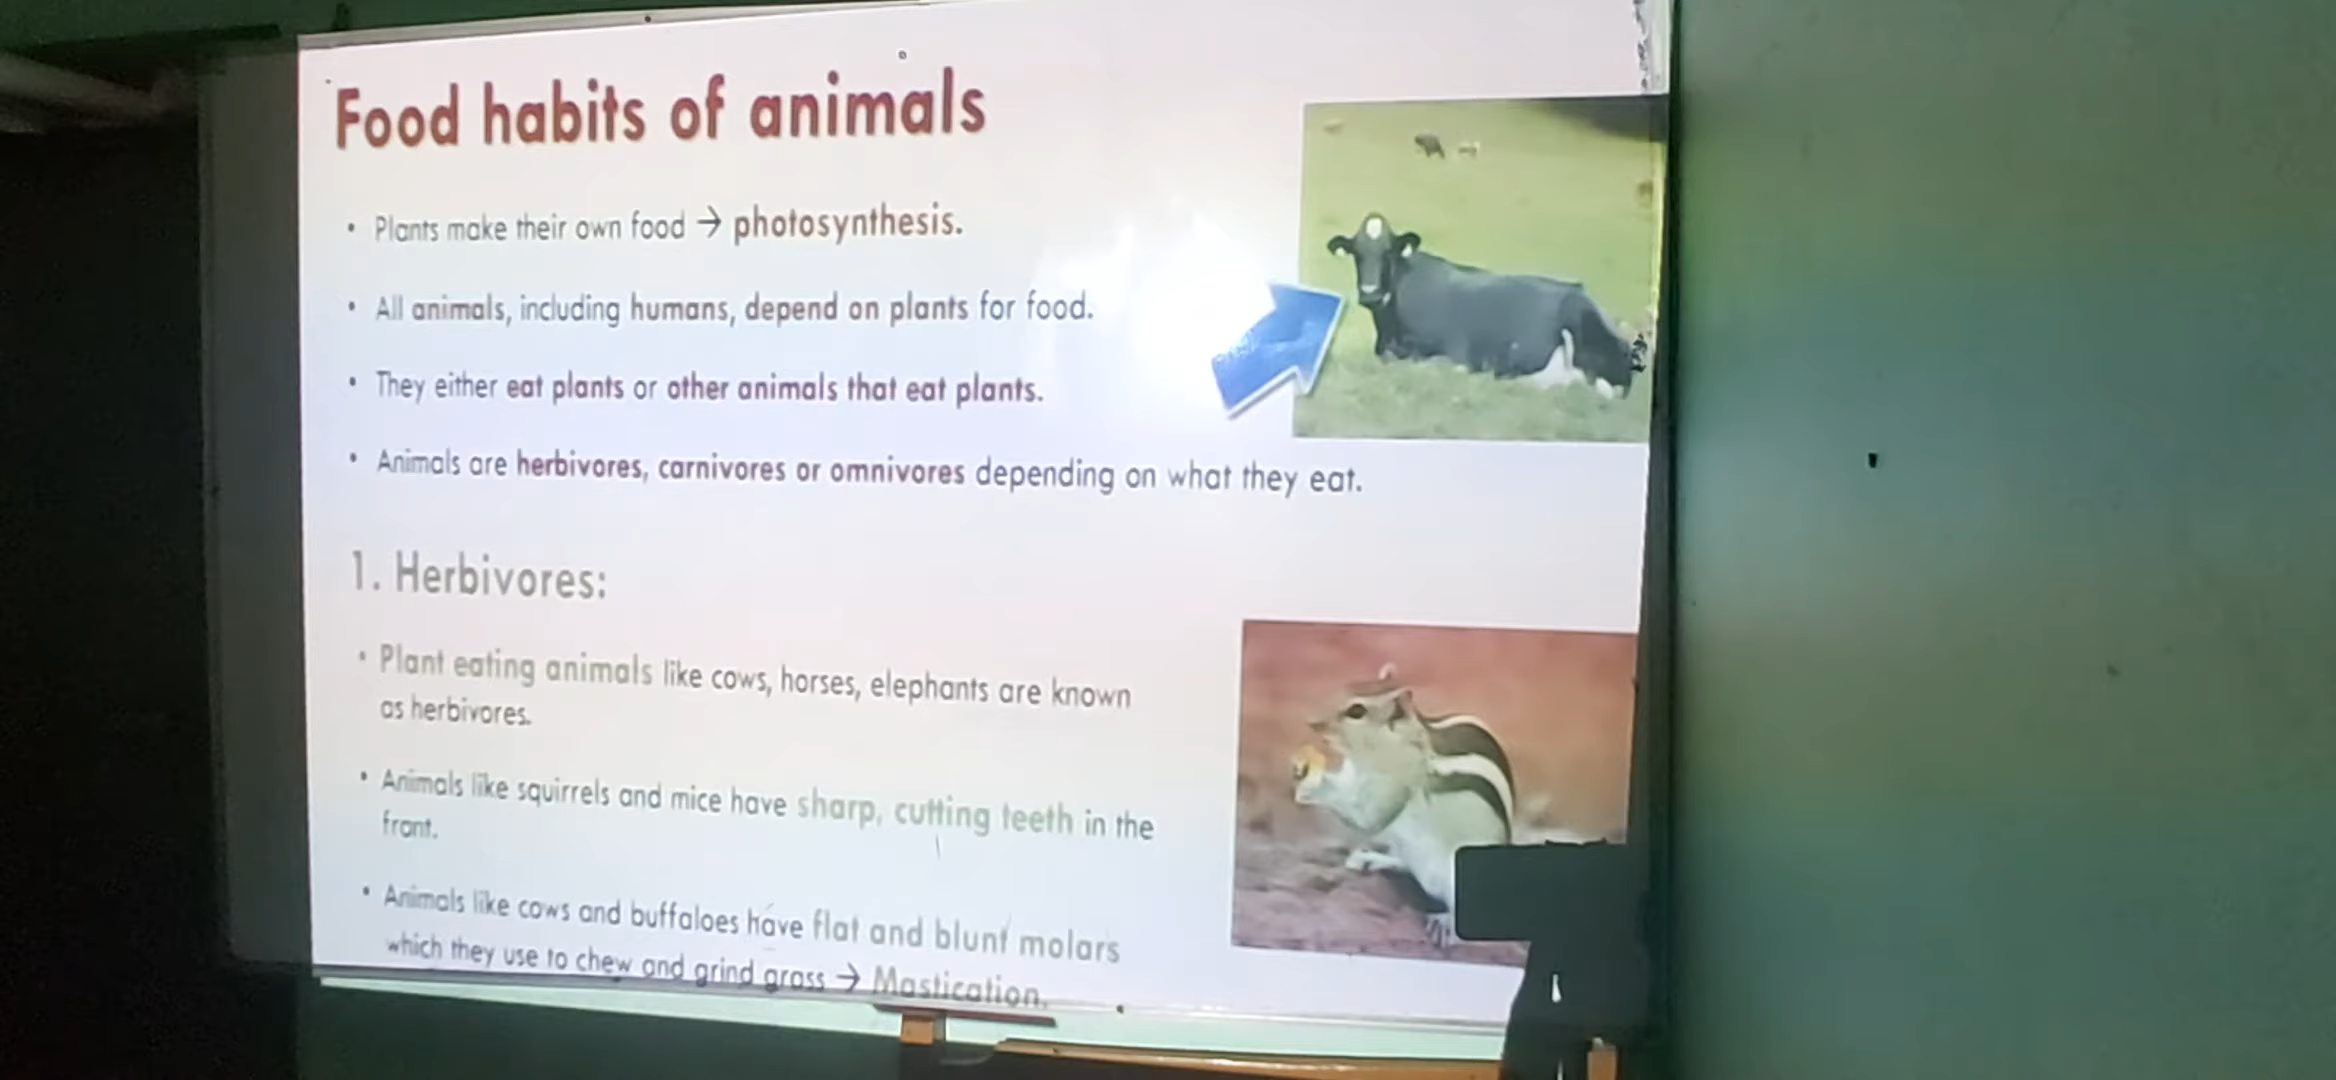 Food habits of animals
• Plants make their own food → photosynthesis.
• All animals, including humans, depend on plants for food.
• They either eat plants or other animals that eat plants.
• Animals are herbivores, carnivores or omnivores depending on what they eat.
1. Herbivores:
• Plant eating animals like cows, horses, elephants are known
as herbivores.
• Animals like squirrels and mice have sharp, cutting teeth in the
front.
• Animals like cows and buffaloes have flat and blunt molars
which they use to chew and grind grass → Mastication.